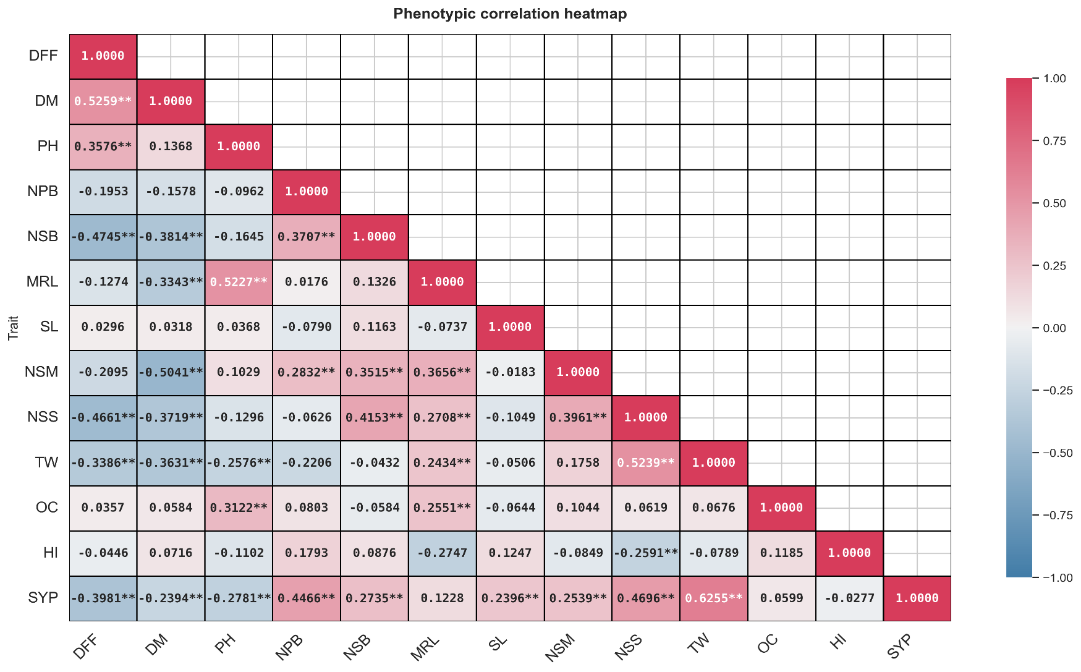 Phenotypic correlation heatmap
DFF 1.0000
DM 0.5259** 1.0000
PH 0.3576** 0.1368 1.0000
NPB -0.1953 -0.1578 -0.0962 1.0000
NSB -0.4745** -0.3814** -0.1645 0.3707** 1.0000
MRL -0.1274 -0.3343** 0.5227** 0.0176 0.1326 1.0000
SL 0.0296 0.0318 0.0368 -0.0790 0.1163 -0.0737 1.0000
NSM -0.2095 -0.5041** 0.1029 0.2832** 0.3515** 0.3656** -0.0183 1.0000
NSS -0.4661** -0.3719** -0.1296 -0.0626 0.4153** 0.2708** -0.1049 0.3961** 1.0000
TW -0.3386** -0.3631** -0.2576** -0.2206 -0.0432 0.2434** -0.0506 0.1758 0.5239** 1.0000
OC 0.0357 0.0584 0.3122** 0.0803 -0.0584 0.2551** -0.0644 0.1044 0.0619 0.0676 1.0000
HI -0.0446 0.0716 -0.1102 0.1793 0.0876 -0.2747 0.1247 -0.0849 -0.2591** -0.0789 0.1185 1.0000
SYP -0.3981** -0.2394** -0.2781** 0.4466** 0.2735** 0.1228 0.2396** 0.2539** 0.4696** 0.6255** 0.0599 -0.0277 1.0000
Trait
DFF DM PH NPB NSB MRL SL NSM NSS TW OC HI SYP
1.00
0.75
0.50
0.25
0.00
−0.25
−0.50
−0.75
−1.00